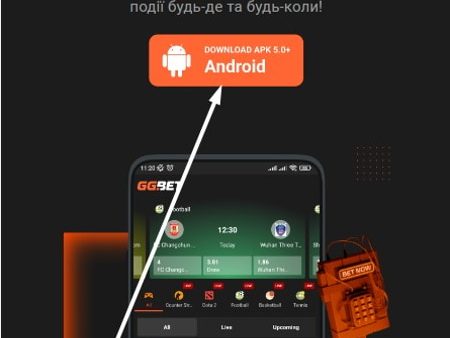 події будь-де та будь-коли!
DOWNLOAD APK 5.0+
Android
11:20
GGBET
Football
12:30
FC Changchun ...
Today
Wuhan Three T...
4
FC Changc...
3.81
Draw
1.86
Wuhan Thr...
BET NOW
All
Counter Str...
Dota 2
Football
Basketball
Tennis
All
Live
Upcoming